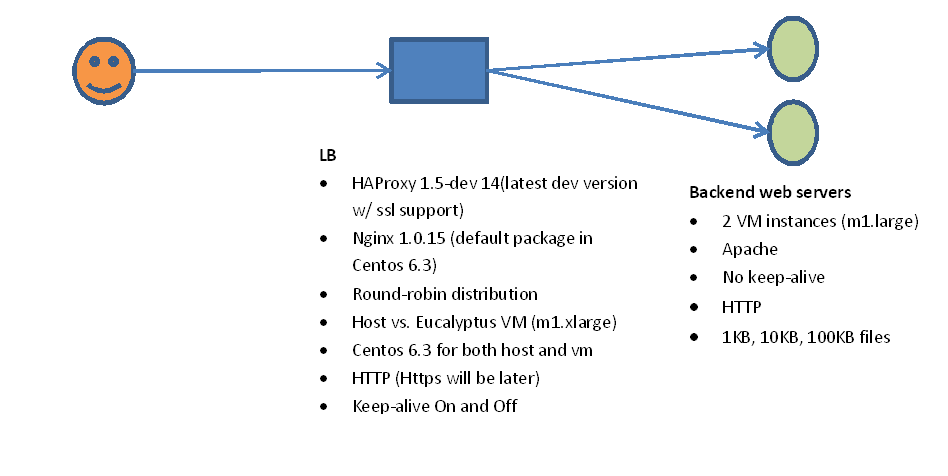 LB
• HAProxy 1.5-dev 14(latest dev version
w/ ssl support)
• Nginx 1.0.15 (default package in
Centos 6.3)
• Round-robin distribution
• Host vs. Eucalyptus VM (m1.xlarge)
• Centos 6.3 for both host and vm
• HTTP (Https will be later)
• Keep-alive On and Off
Backend web servers
• 2 VM instances (m1.large)
• Apache
• No keep-alive
• HTTP
• 1KB, 10KB, 100KB files